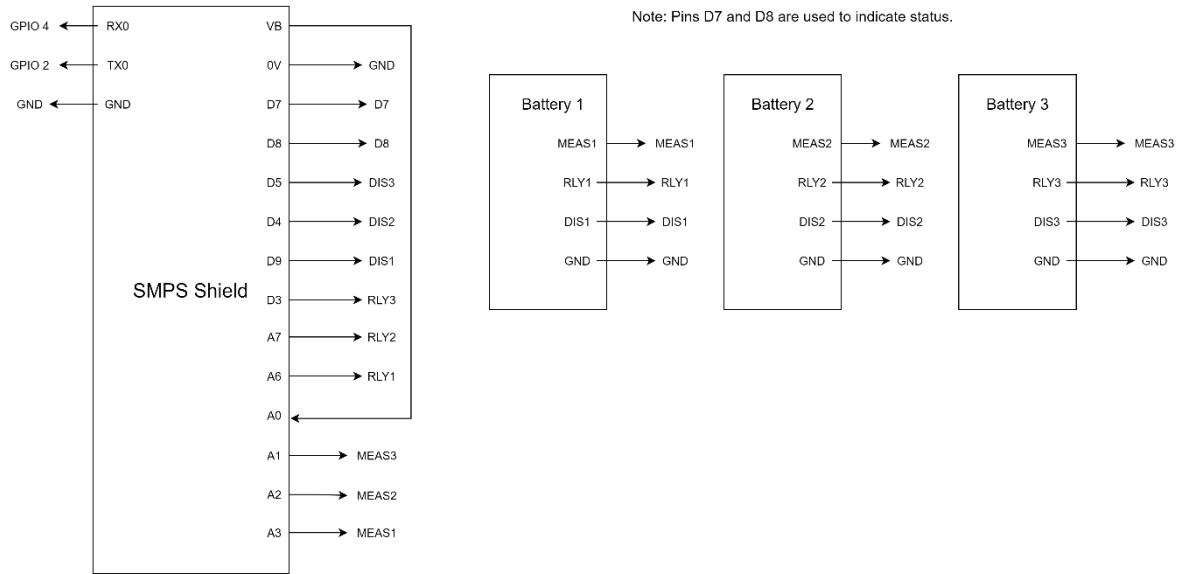 Note: Pins D7 and D8 are used to indicate status.
GPIO 4 RX0 VB
GPIO 2 TX0 0V GND
GND GND D7 D7
D8 D8
D5 DIS3
D4 DIS2
D9 DIS1
SMPS Shield
D3 RLY3
A7 RLY2
A6 RLY1
A0
A1 MEAS3
A2 MEAS2
A3 MEAS1
Battery 1
MEAS1 MEAS1
RLY1 RLY1
DIS1 DIS1
GND GND
Battery 2
MEAS2 MEAS2
RLY2 RLY2
DIS2 DIS2
GND GND
Battery 3
MEAS3 MEAS3
RLY3 RLY3
DIS3 DIS3
GND GND